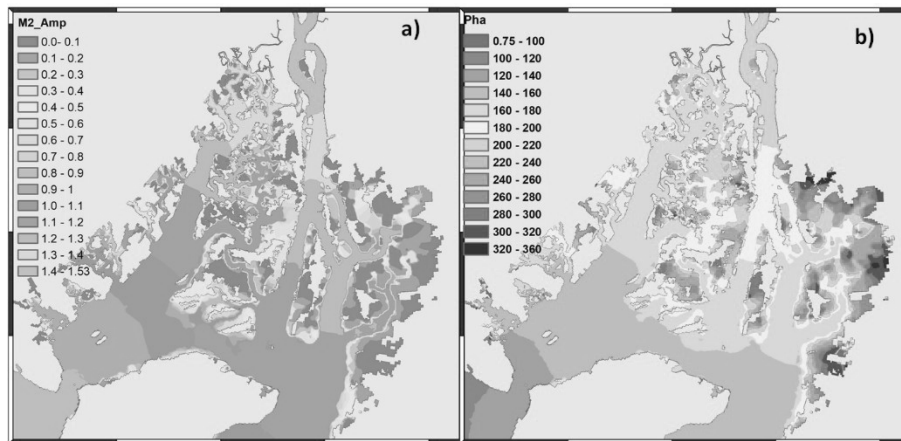 M2_Amp
a)
0.0- 0.1
0.1 - 0.2
0.2 - 0.3
0.3 - 0.4
0.4 - 0.5
0.5 - 0.6
0.6 - 0.7
0.7 - 0.8
0.8 - 0.9
0.9 - 1
1.0 - 1.1
1.1 - 1.2
1.2 - 1.3
1.3 - 1.4
1.4 - 1.53
Pha
b)
0.75 - 100
100 - 120
120 - 140
140 - 160
160 - 180
180 - 200
200 - 220
220 - 240
240 - 260
260 - 280
280 - 300
300 - 320
320 - 360